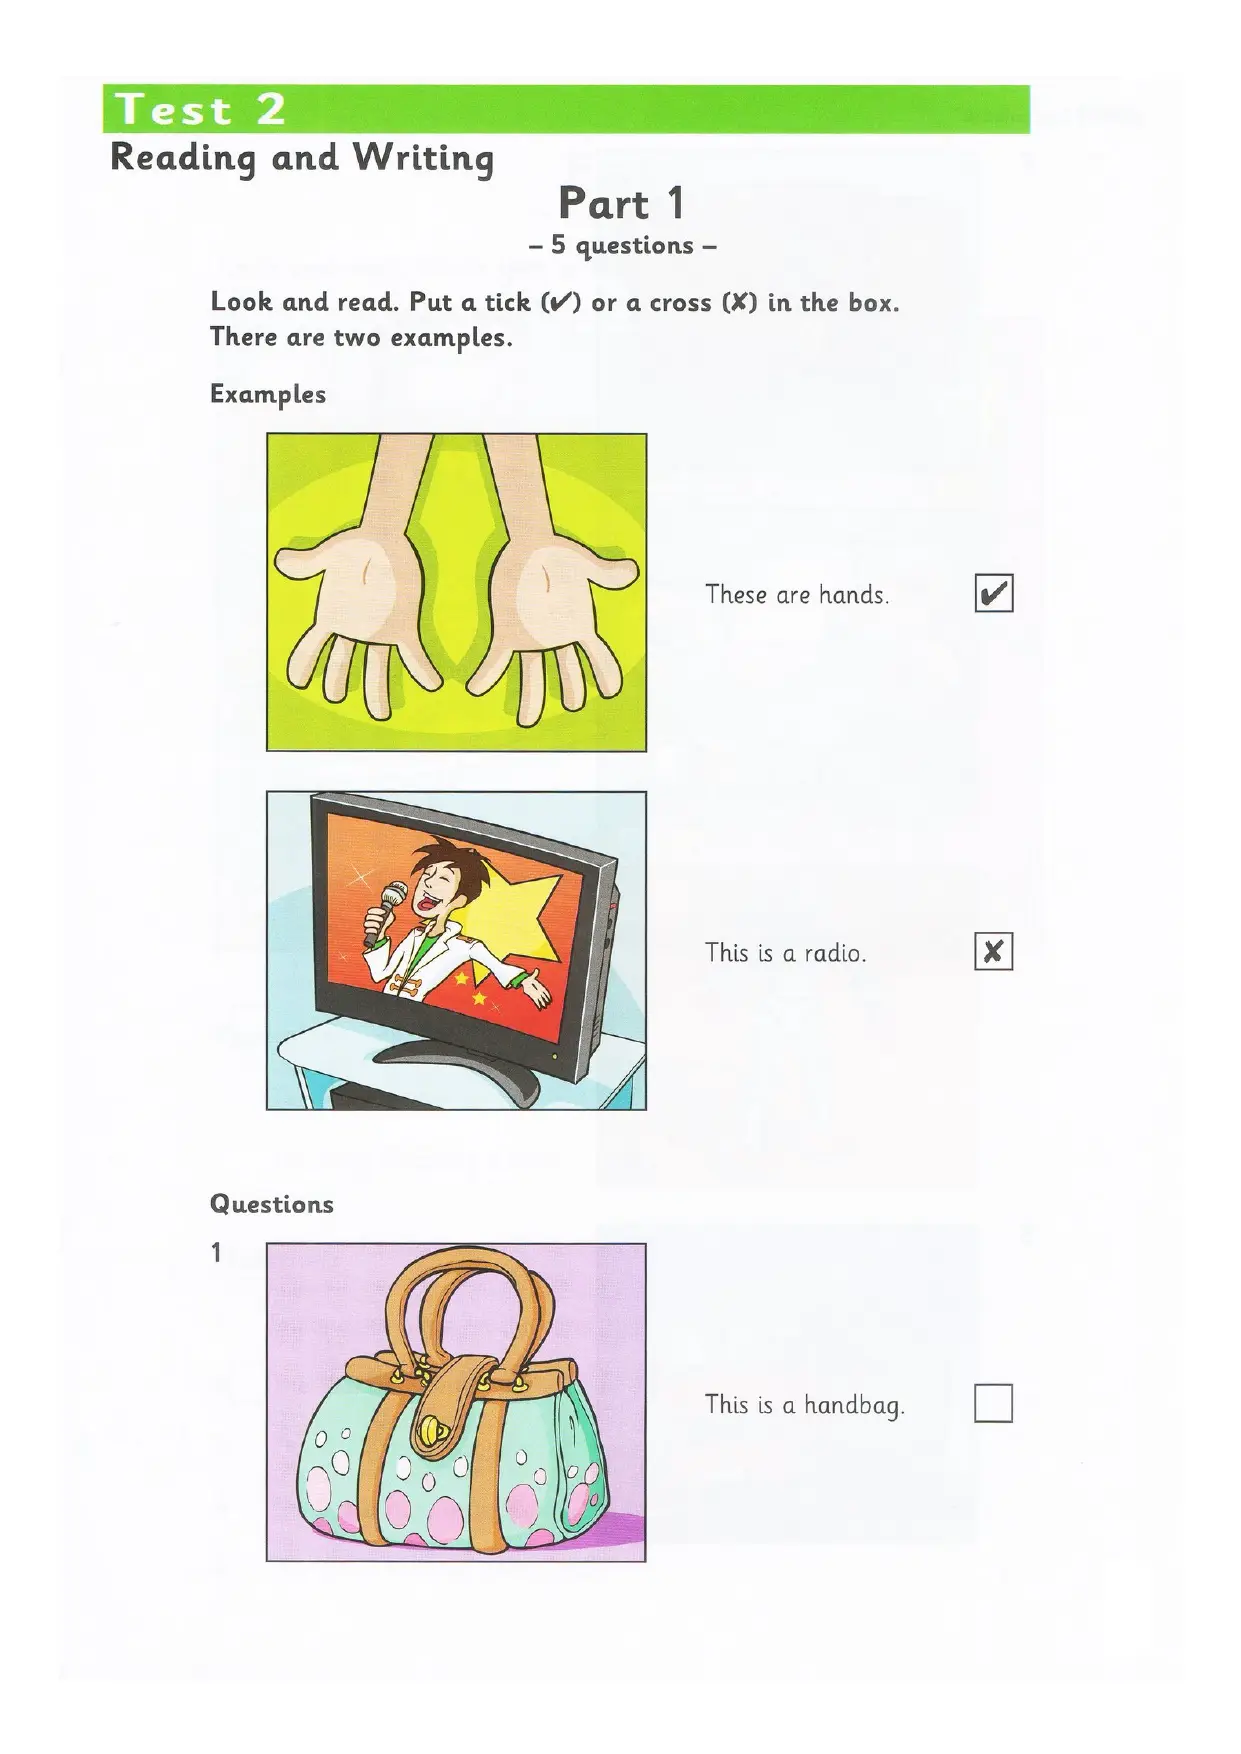 Test 2
Reading and Writing
Part 1
– 5 questions –
Look and read. Put a tick (✔) or a cross (✘) in the box.
There are two examples.
Examples
These are hands. ✔
This is a radio. ✘
Questions
1
This is a handbag.